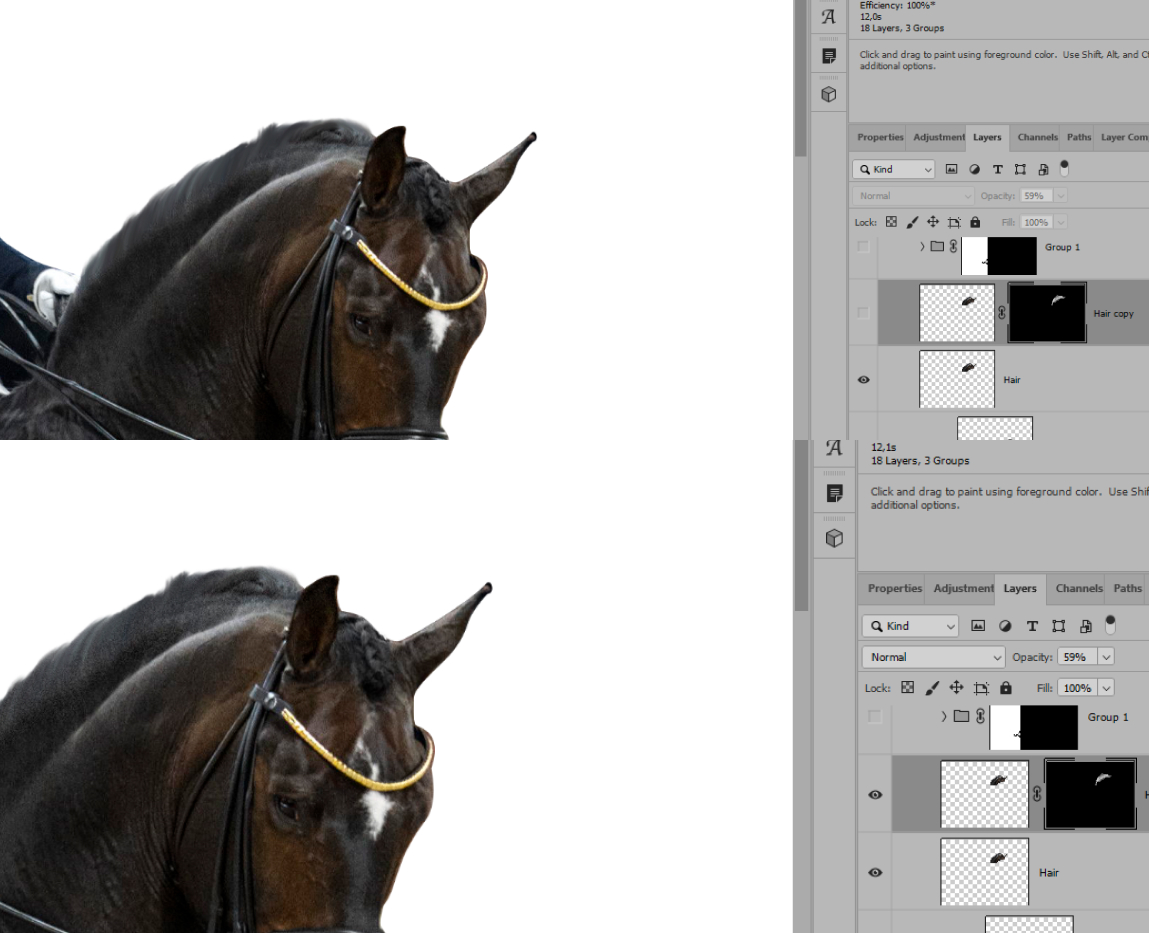 Efficiency: 100%*
12,0s
18 Layers, 3 Groups
Click and drag to paint using foreground color. Use Shift, Alt, and
additional options.
Properties Adjustment Layers Channels Paths Layer Com
Kind
Normal Opacity: 59%
Lock: Fill: 100%
Group 1
Hair copy
Hair
12,1s
18 Layers, 3 Groups
Click and drag to paint using foreground color. Use Shif
additional options.
Properties Adjustment Layers Channels Paths
Kind
Normal Opacity: 59%
Lock: Fill: 100%
Group 1
Hair